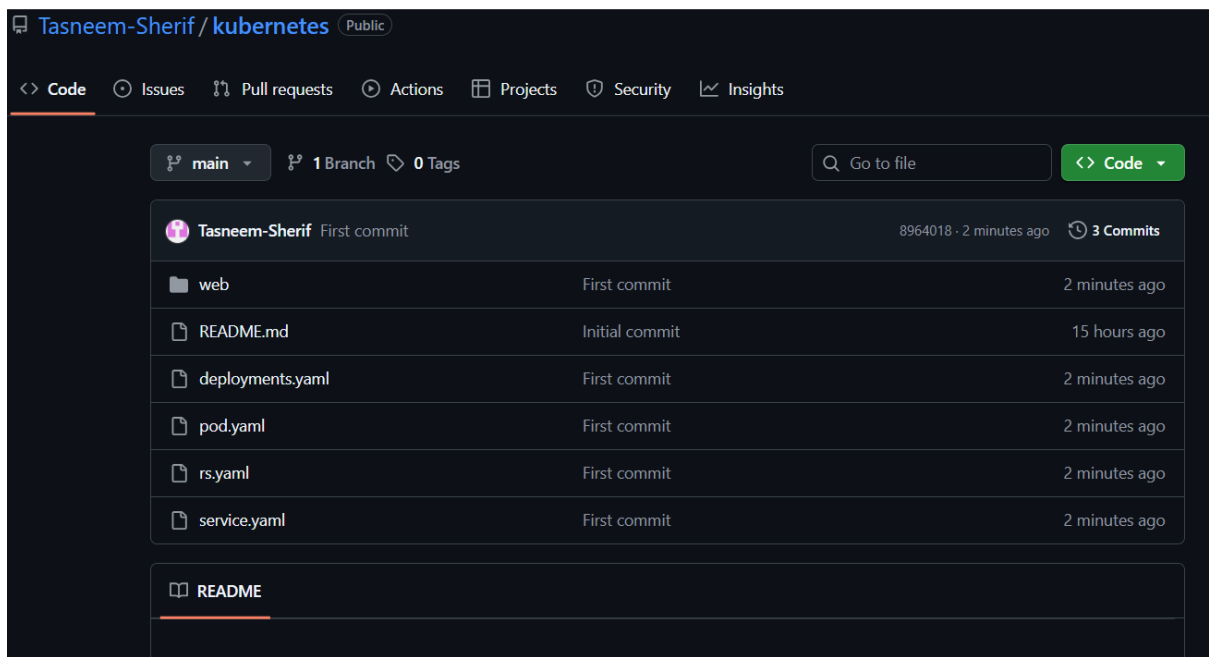 Tasneem-Sherif / kubernetes Public
Code Issues Pull requests Actions Projects Security Insights
main 1 Branch 0 Tags Go to file Code
Tasneem-Sherif First commit 8964018 · 2 minutes ago 3 Commits
web First commit 2 minutes ago
README.md Initial commit 15 hours ago
deployments.yaml First commit 2 minutes ago
pod.yaml First commit 2 minutes ago
rs.yaml First commit 2 minutes ago
service.yaml First commit 2 minutes ago
README